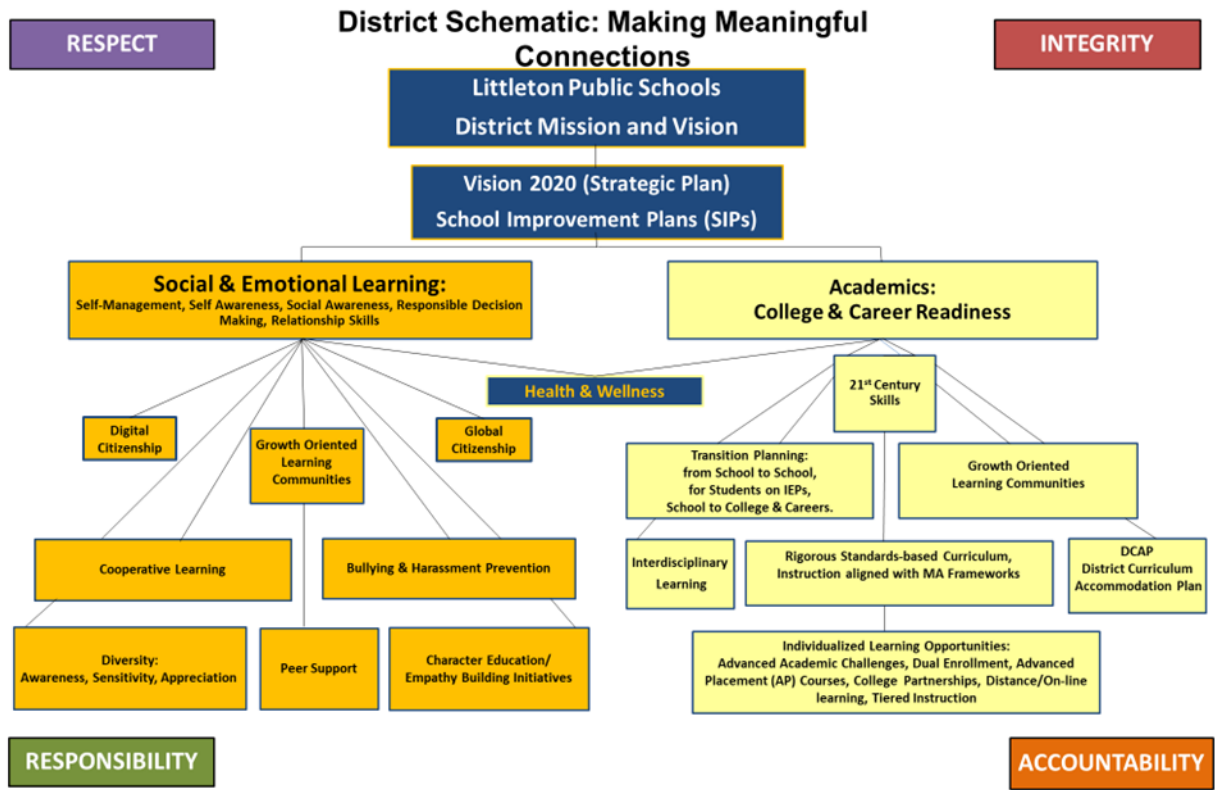 RESPECT
District Schematic: Making Meaningful
Connections
INTEGRITY
Littleton Public Schools
District Mission and Vision
Vision 2020 (Strategic Plan)
School Improvement Plans (SIPs)
Social & Emotional Learning:
Self-Management, Self Awareness, Social Awareness, Responsible Decision
Making, Relationship Skills
Academics:
College & Career Readiness
Health & Wellness
21st Century
Skills
Digital
Citizenship
Growth Oriented
Learning
Communities
Global
Citizenship
Transition Planning:
from School to School,
for Students on IEPs,
School to College & Careers.
Growth Oriented
Learning Communities
Cooperative Learning
Bullying & Harassment Prevention
Interdisciplinary
Learning
Rigorous Standards-based Curriculum,
Instruction aligned with MA Frameworks
DCAP
District Curriculum
Accommodation Plan
Diversity:
Awareness, Sensitivity, Appreciation
Peer Support
Character Education/
Empathy Building Initiatives
Individualized Learning Opportunities:
Advanced Academic Challenges, Dual Enrollment, Advanced
Placement (AP) Courses, College Partnerships, Distance/On-line
learning, Tiered Instruction
RESPONSIBILITY
ACCOUNTABILITY